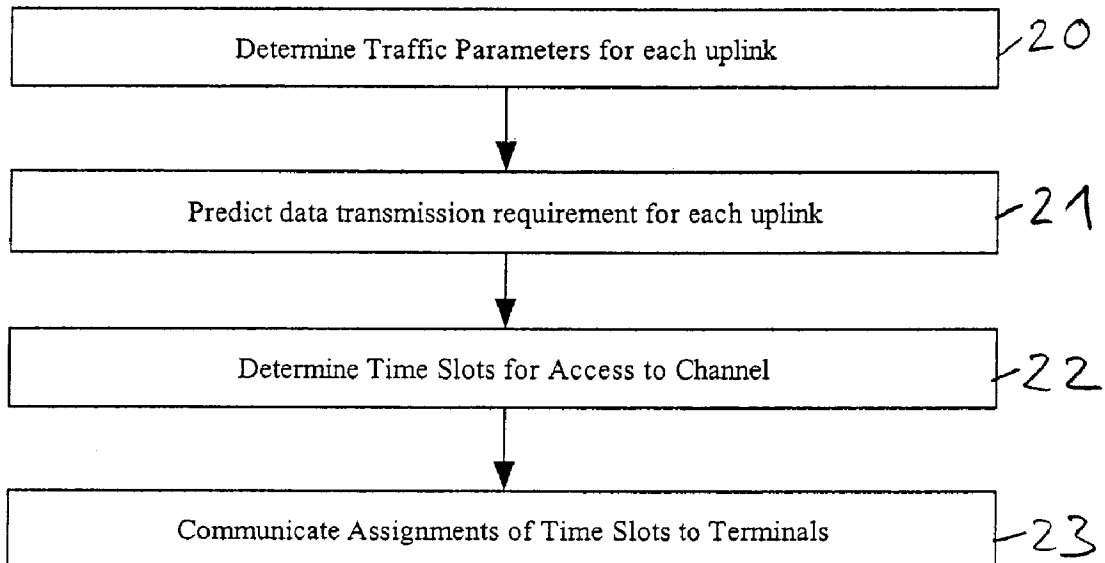 Determine Traffic Parameters for each uplink 20
Predict data transmission requirement for each uplink 21
Determine Time Slots for Access to Channel 22
Communicate Assignments of Time Slots to Terminals 23